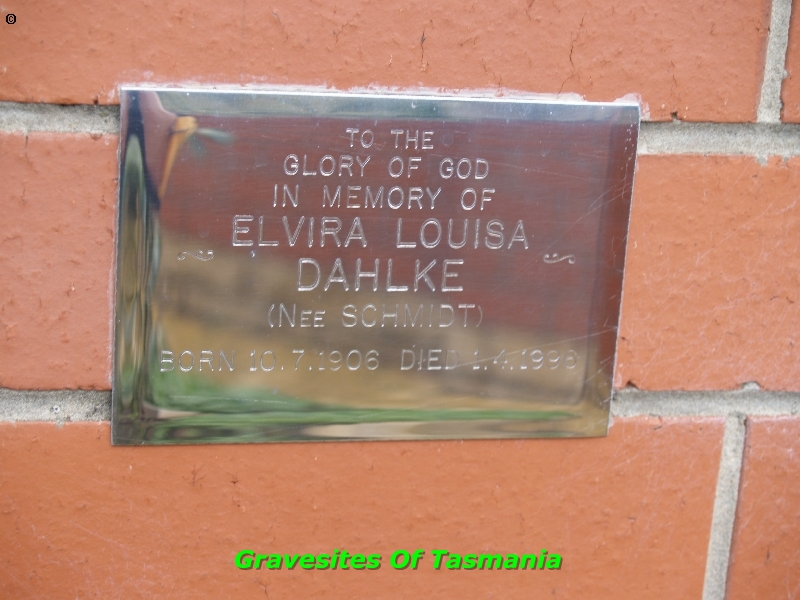 ©
TO THE
GLORY OF GOD
IN MEMORY OF
ELVIRA LOUISA
DAHLKE
(NEE SCHMIDT)
BORN 10.7.1906 DIED 1.4.
Gravesites Of Tasmania